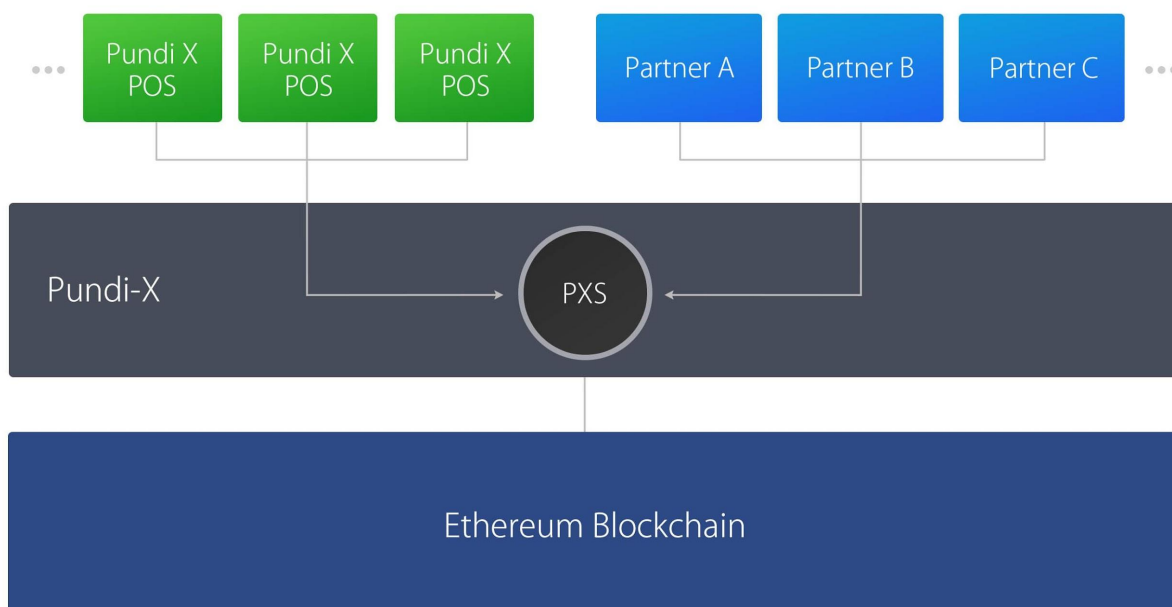 Pundi X
POS
Pundi X
POS
Pundi X
POS
Partner A
Partner B
Partner C
Pundi-X
PXS
Ethereum Blockchain